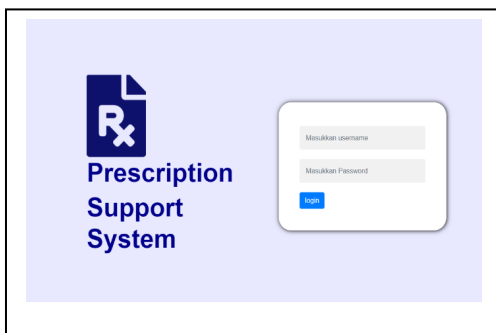 Rx
Prescription
Support
System
Masukkan username
Masukkan Password
login